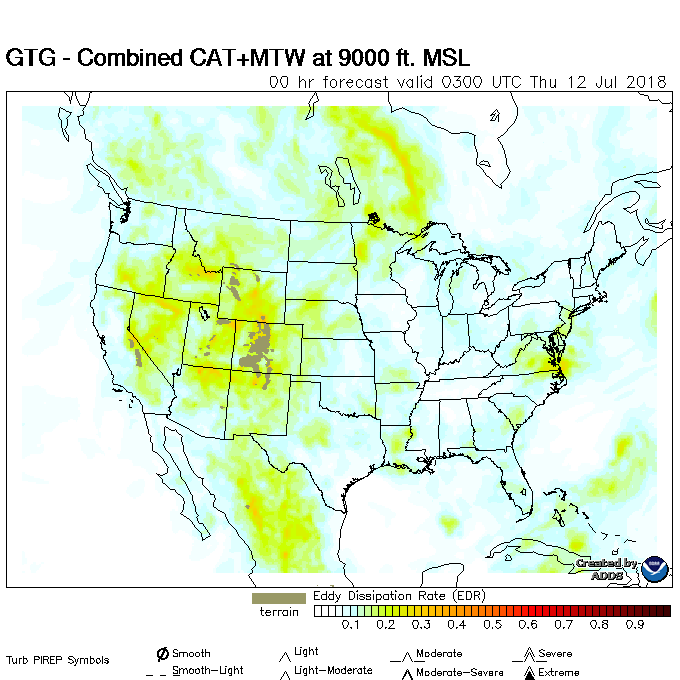 GTG - Combined CAT+MTW at 9000 ft. MSL
00 hr forecast valid 0300 UTC Thu 12 Jul 2018
Created by
ADDS
Eddy Dissipation Rate (EDR)
terrain
0.1 0.2 0.3 0.4 0.5 0.6 0.7 0.8 0.9
Turb PIREP Symbols
Smooth Light Moderate Severe
Smooth-Light Light-Moderate Moderate-Severe Extreme